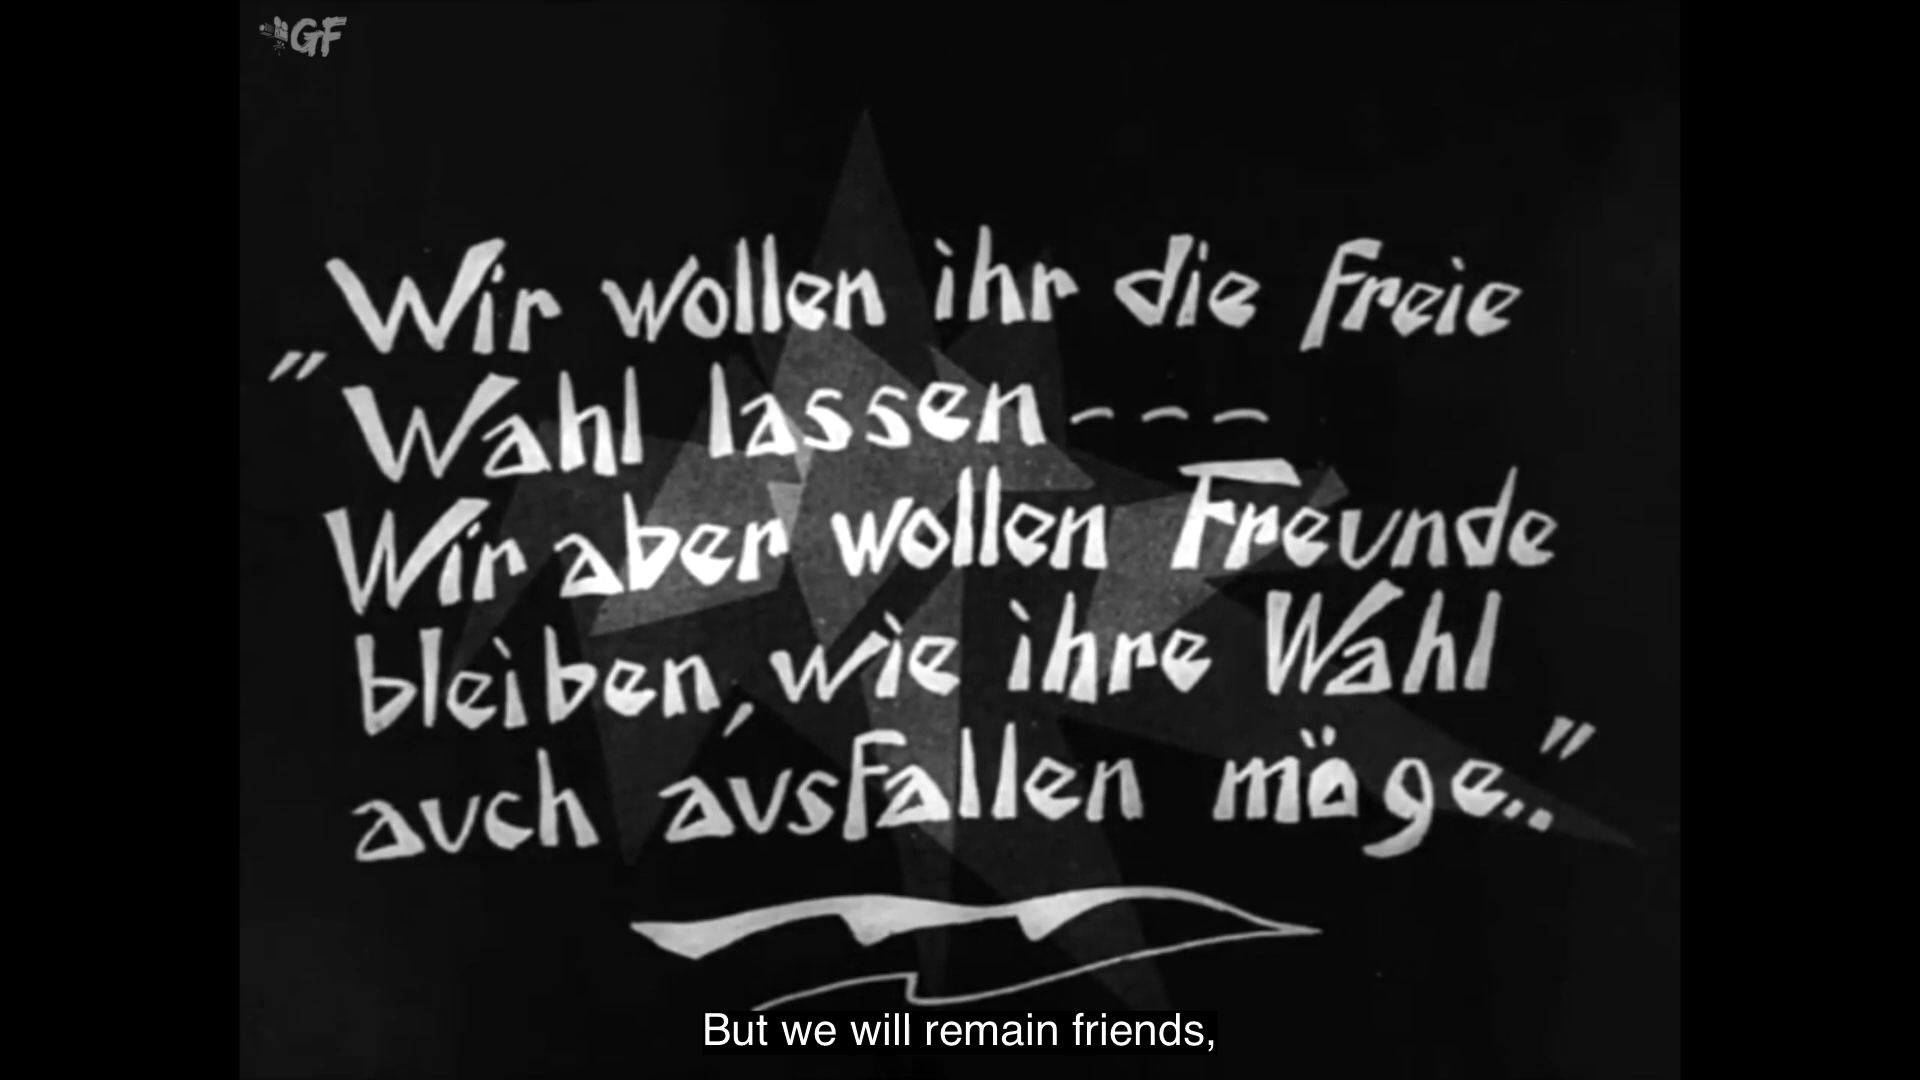 GF
Wir wollen ihr die freie
"Wahl lassen - - -
Wir aber wollen Freunde
bleiben, wie ihre Wahl
auch ausfallen möge.."
But we will remain friends,